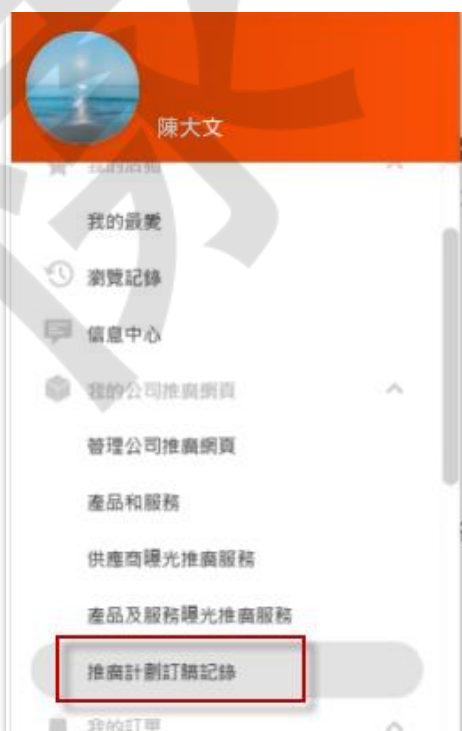 陳大文
我的最愛
瀏覽記錄
信息中心
我的公司推廣網頁
管理公司推廣網頁
產品和服務
供應商曝光推廣服務
產品及服務曝光推廣服務
推廣計劃訂購記錄
我的訂單